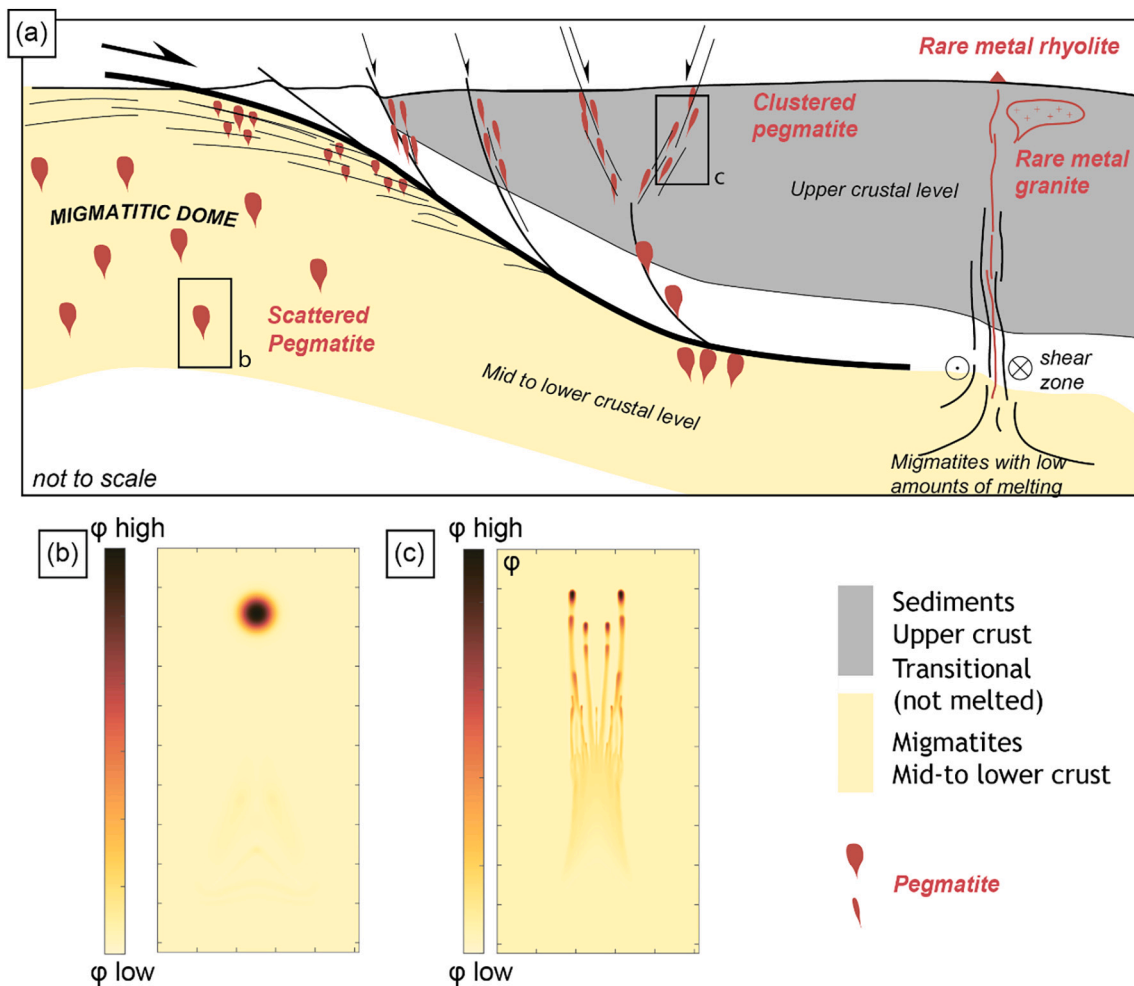 (a)
Rare metal rhyolite
Clustered
pegmatite
c
Rare metal
granite
Upper crustal level
MIGMATITIC DOME
Scattered
Pegmatite
b
Mid to lower crustal level
shear
zone
Migmatites with low
amounts of melting
not to scale
φ high
(b)
φ low
φ high
(c)
φ
φ low
Sediments
Upper crust
Transitional
(not melted)
Migmatites
Mid-to lower crust
Pegmatite